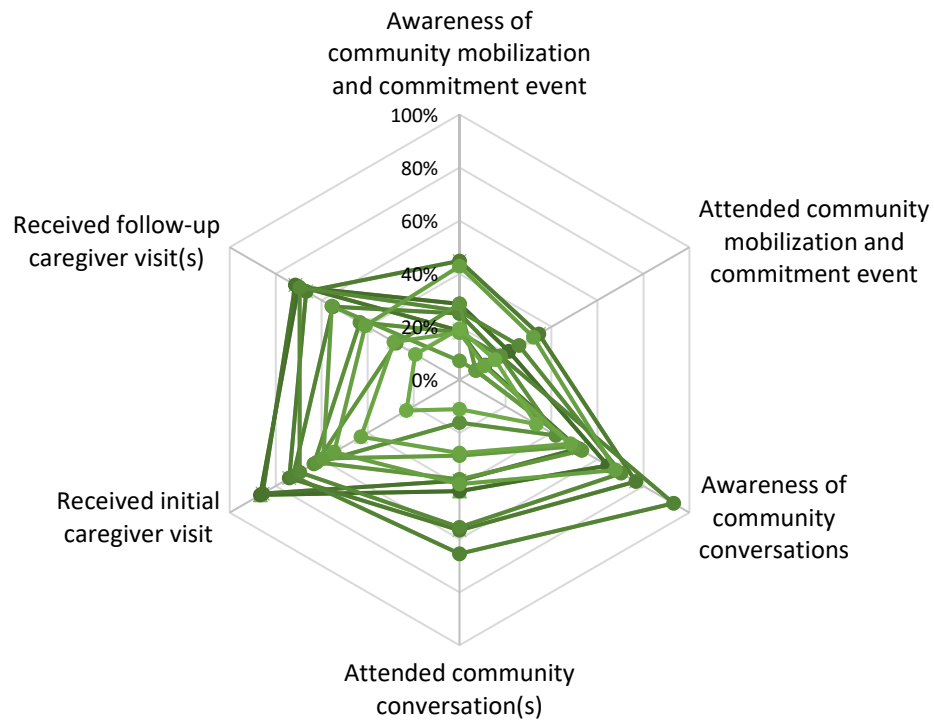 Awareness of
community mobilization
and commitment event
100%
80%
60%
40%
20%
0%
Attended community
mobilization and
commitment event
Awareness of
community
conversations
Attended community
conversation(s)
Received initial
caregiver visit
Received follow-up
caregiver visit(s)